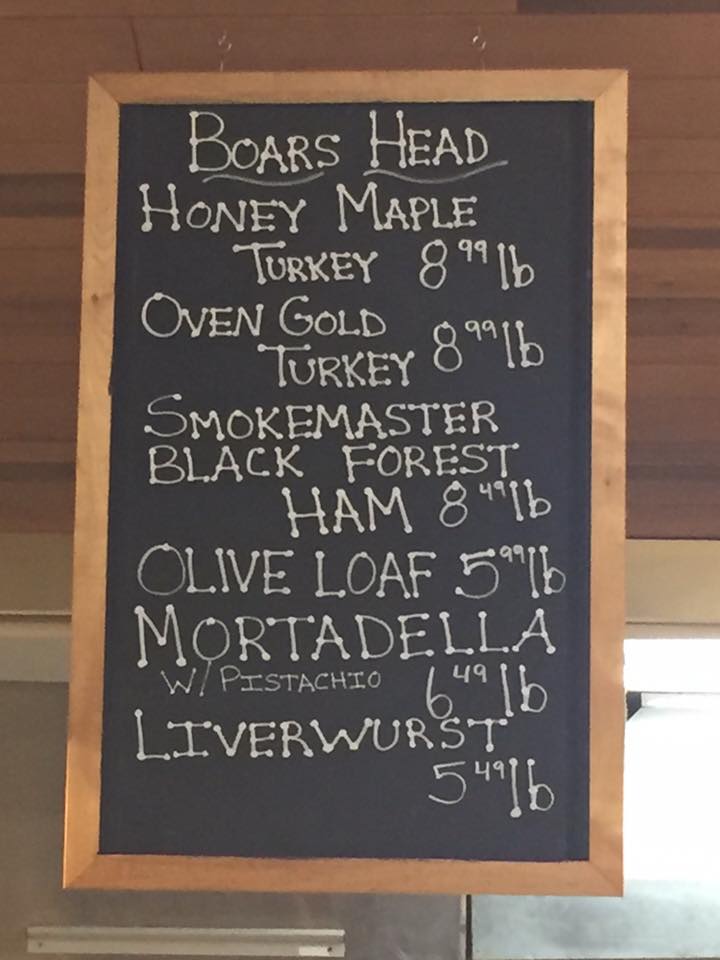 BOARS HEAD
HONEY MAPLE
TURKEY 8.99 lb
OVEN GOLD
TURKEY 8.99 lb
SMOKEMASTER
BLACK FOREST
HAM 8.49 lb
OLIVE LOAF 5.99 lb
MORTADELLA
W/ PISTACHIO 6.49 lb
LIVERWURST
5.49 lb